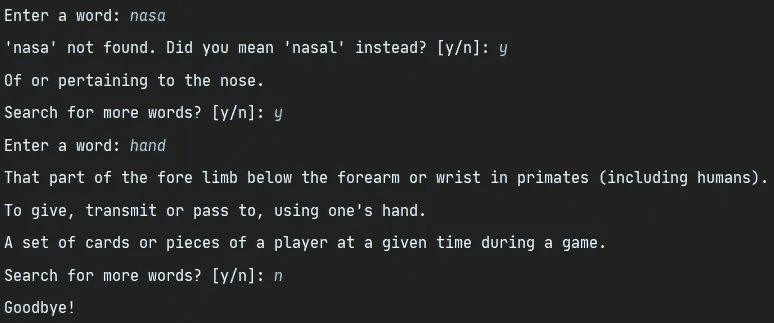 Enter a word: nasa
'nasa' not found. Did you mean 'nasal' instead? [y/n]: y
Of or pertaining to the nose.
Search for more words? [y/n]: y
Enter a word: hand
That part of the fore limb below the forearm or wrist in primates (including humans).
To give, transmit or pass to, using one's hand.
A set of cards or pieces of a player at a given time during a game.
Search for more words? [y/n]: n
Goodbye!